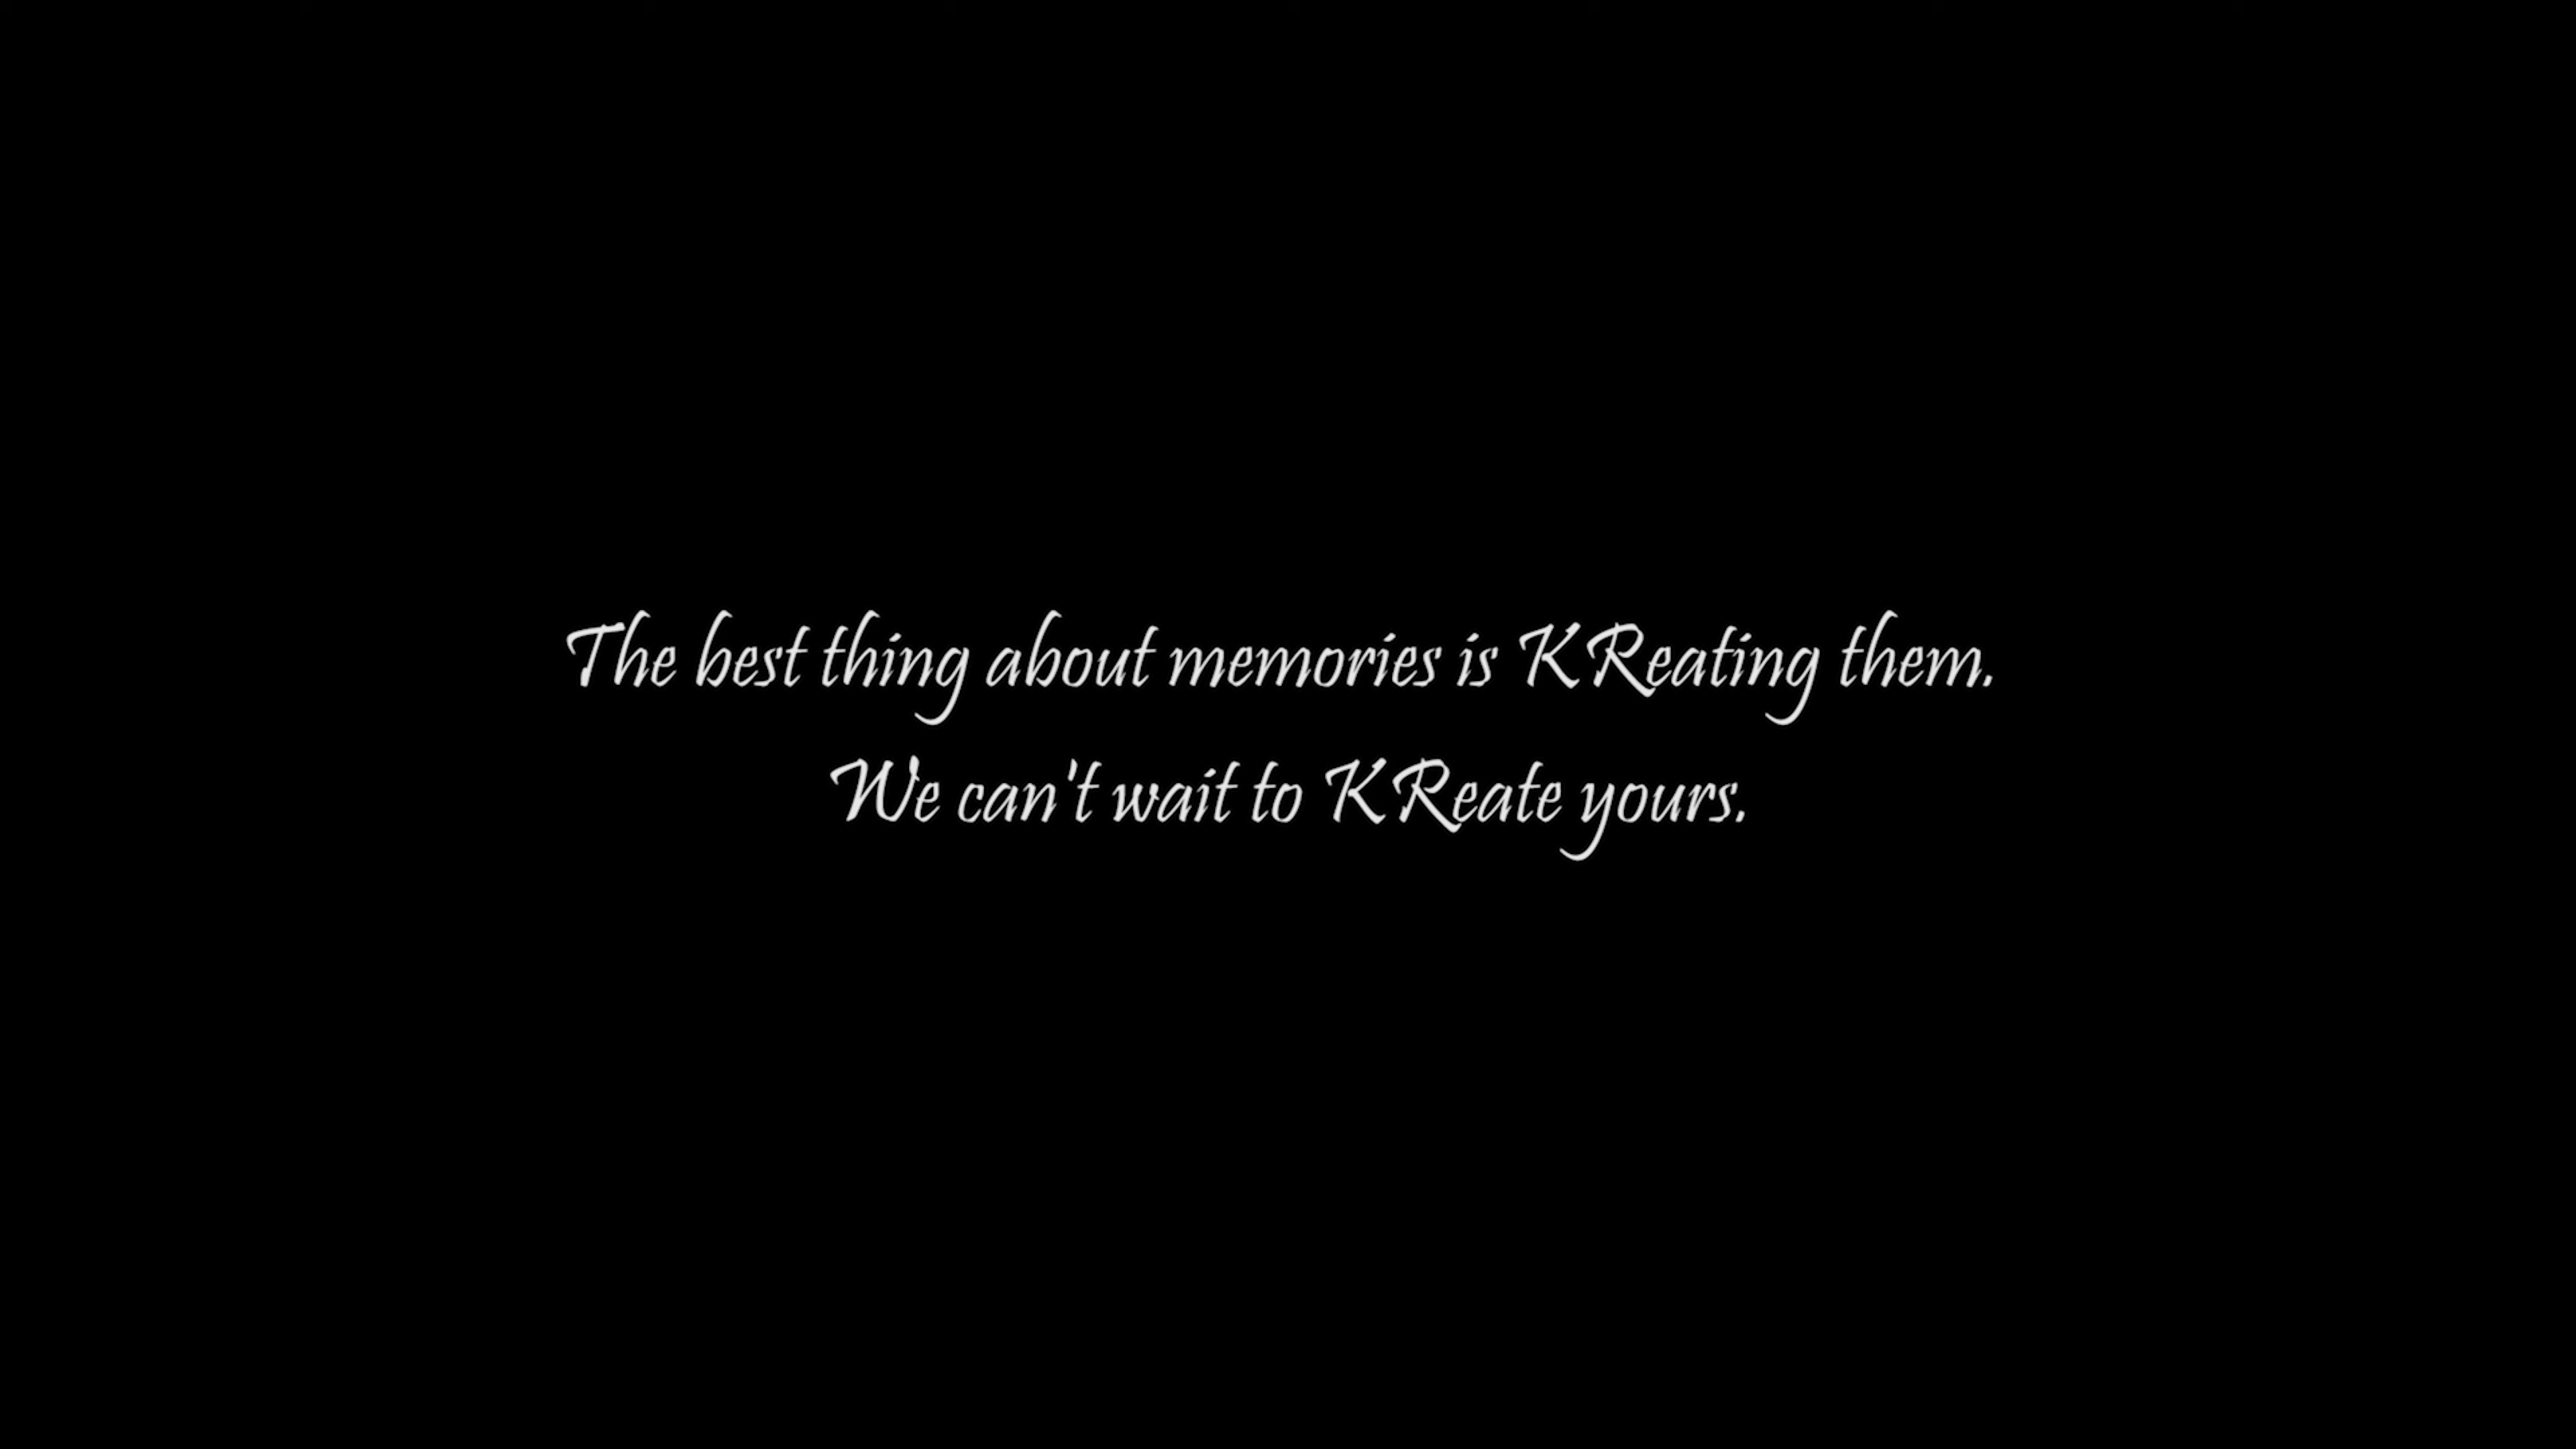 The best thing about memories is KReating them.
We can't wait to KReate yours.